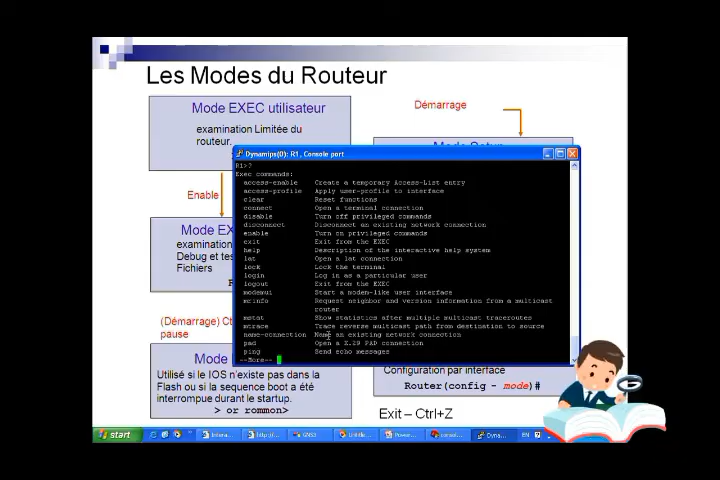 Les Modes du Routeur
Mode EXEC utilisateur
examination Limitée du
routeur.
Démarrage
Enable
Mode EX
examination
Debug et tes
Fichiers
R
(Démarrage) Ct
pause
Mode
Utilisé si le IOS n'existe pas dans la
Flash ou si la sequence boot a été
interrompue durant le startup.
> or rommon>
Dynamips(0): R1, Console port
R1>?
Exec commands:
access-enable Create a temporary Access-List entry
access-profile Apply user-profile to interface
clear Reset functions
connect Open a terminal connection
disable Turn off privileged commands
disconnect Disconnect an existing network connection
enable Turn on privileged commands
exit Exit from the EXEC
help Description of the interactive help system
lat Open a lat connection
lock Lock the terminal
login Log in as a particular user
logout Exit from the EXEC
modemui Start a modem-like user interface
mrinfo Request neighbor and version information from a multicast
router
mstat Show statistics after multiple multicast traceroutes
mtrace Trace reverse multicast path from destination to source
name-connection Name an existing network connection
pad Open a X.29 PAD connection
ping Send echo messages
--More--
Configuration par interface
Router(config - mode)#
Exit – Ctrl+Z
start
Intera...
http:/...
GNS3
Untitle...
Power...
consol...
Dyna...
EN